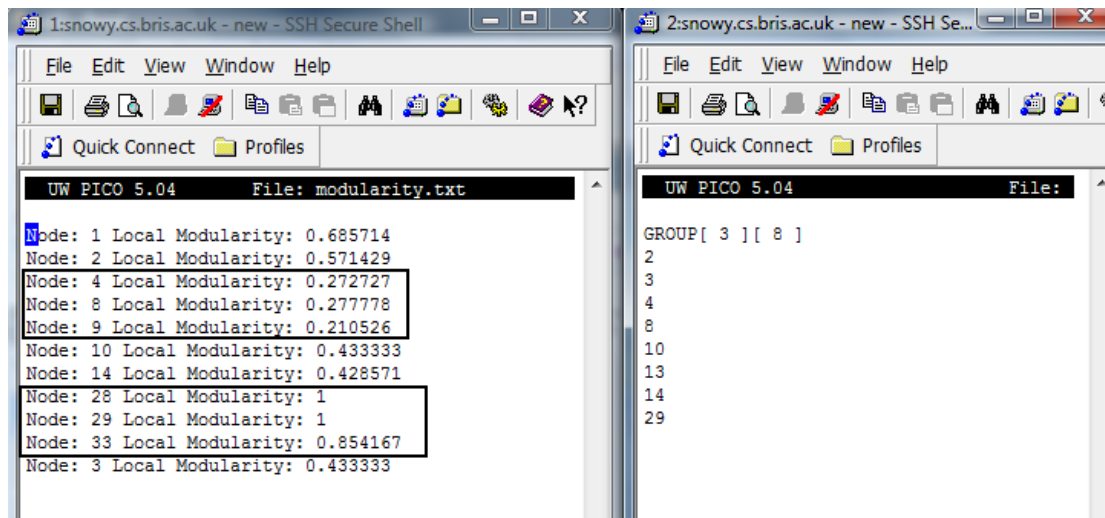 1:snowy.cs.bris.ac.uk - new - SSH Secure Shell
File Edit View Window Help
Quick Connect Profiles
UW PICO 5.04 File: modularity.txt
Node: 1 Local Modularity: 0.685714
Node: 2 Local Modularity: 0.571429
Node: 4 Local Modularity: 0.272727
Node: 8 Local Modularity: 0.277778
Node: 9 Local Modularity: 0.210526
Node: 10 Local Modularity: 0.433333
Node: 14 Local Modularity: 0.428571
Node: 28 Local Modularity: 1
Node: 29 Local Modularity: 1
Node: 33 Local Modularity: 0.854167
Node: 3 Local Modularity: 0.433333
2:snowy.cs.bris.ac.uk - new - SSH Se...
File Edit View Window Help
Quick Connect Profiles
UW PICO 5.04 File:
GROUP[ 3 ][ 8 ]
2
3
4
8
10
13
14
29